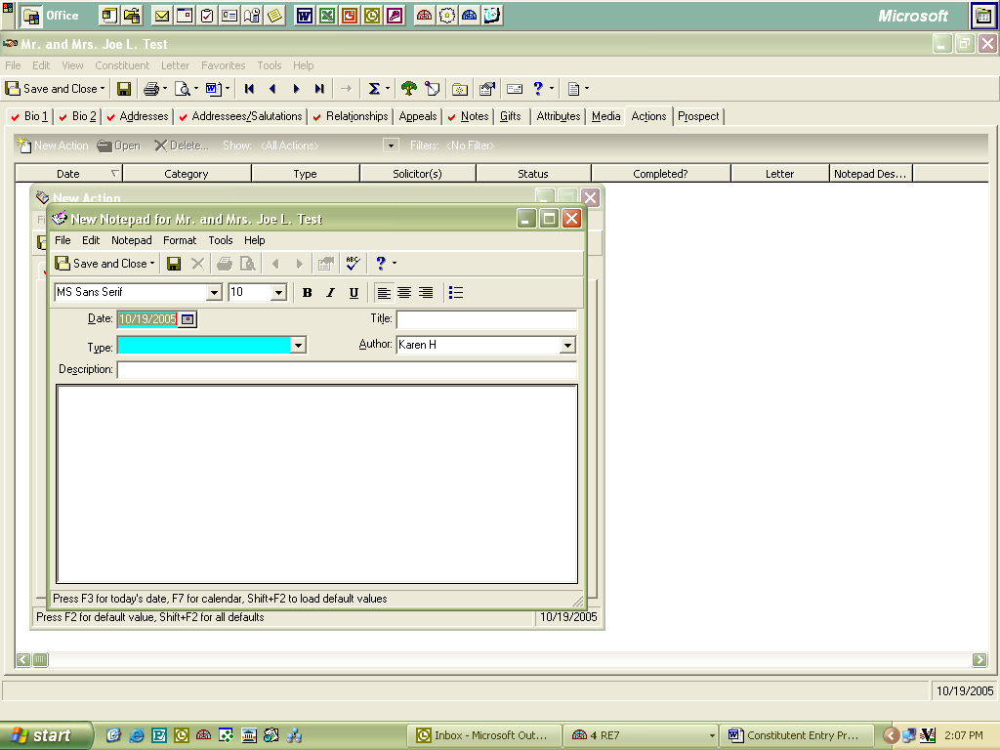 Office
Microsoft
Mr. and Mrs. Joe L. Test
File Edit View Constituent Letter Favorites Tools Help
Save and Close
Bio 1 Bio 2 Addresses Addressees/Salutations Relationships Appeals Notes Gifts Attributes Media Actions Prospect
New Action Open Delete... Show: <All Actions> Filters: <No Filter>
Date Category Type Solicitor(s) Status Completed? Letter Notepad Des...
New Action
New Notepad for Mr. and Mrs. Joe L. Test
File Edit Notepad Format Tools Help
Save and Close
MS Sans Serif 10 B I U
Date: 10/19/2005 Title:
Type: Author: Karen H
Description:
Press F3 for today's date, F7 for calendar, Shift+F2 to load default values
Press F2 for default value, Shift+F2 for all defaults 10/19/2005
10/19/2005
start Inbox - Microsoft Out... 4 RE7 Constitutent Entry Pr... 2:07 PM